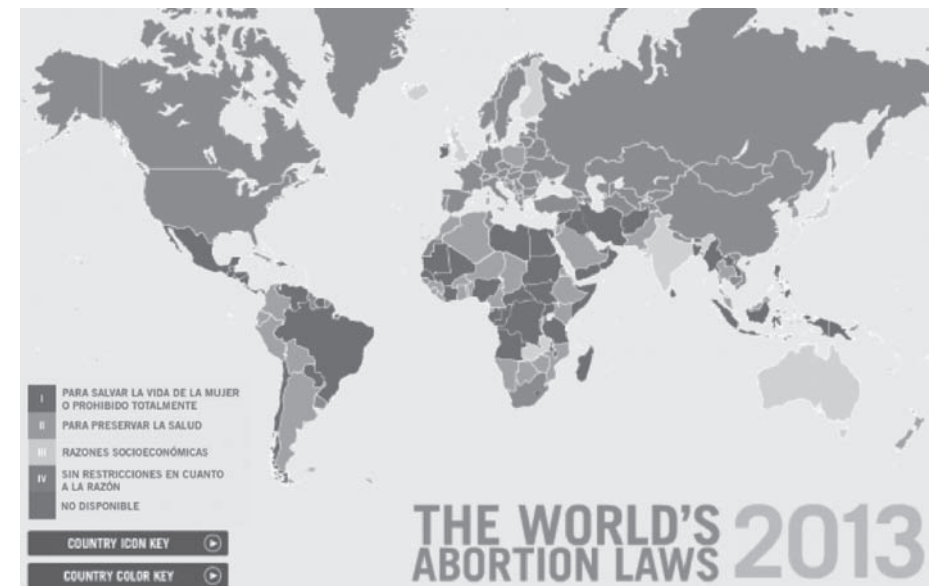 I PARA SALVAR LA VIDA DE LA MUJER
O PROHIBIDO TOTALMENTE
II PARA PRESERVAR LA SALUD
III RAZONES SOCIOECONÓMICAS
IV SIN RESTRICCIONES EN CUANTO
A LA RAZÓN
NO DISPONIBLE
COUNTRY ICON KEY
COUNTRY COLOR KEY
THE WORLD'S
ABORTION LAWS 2013